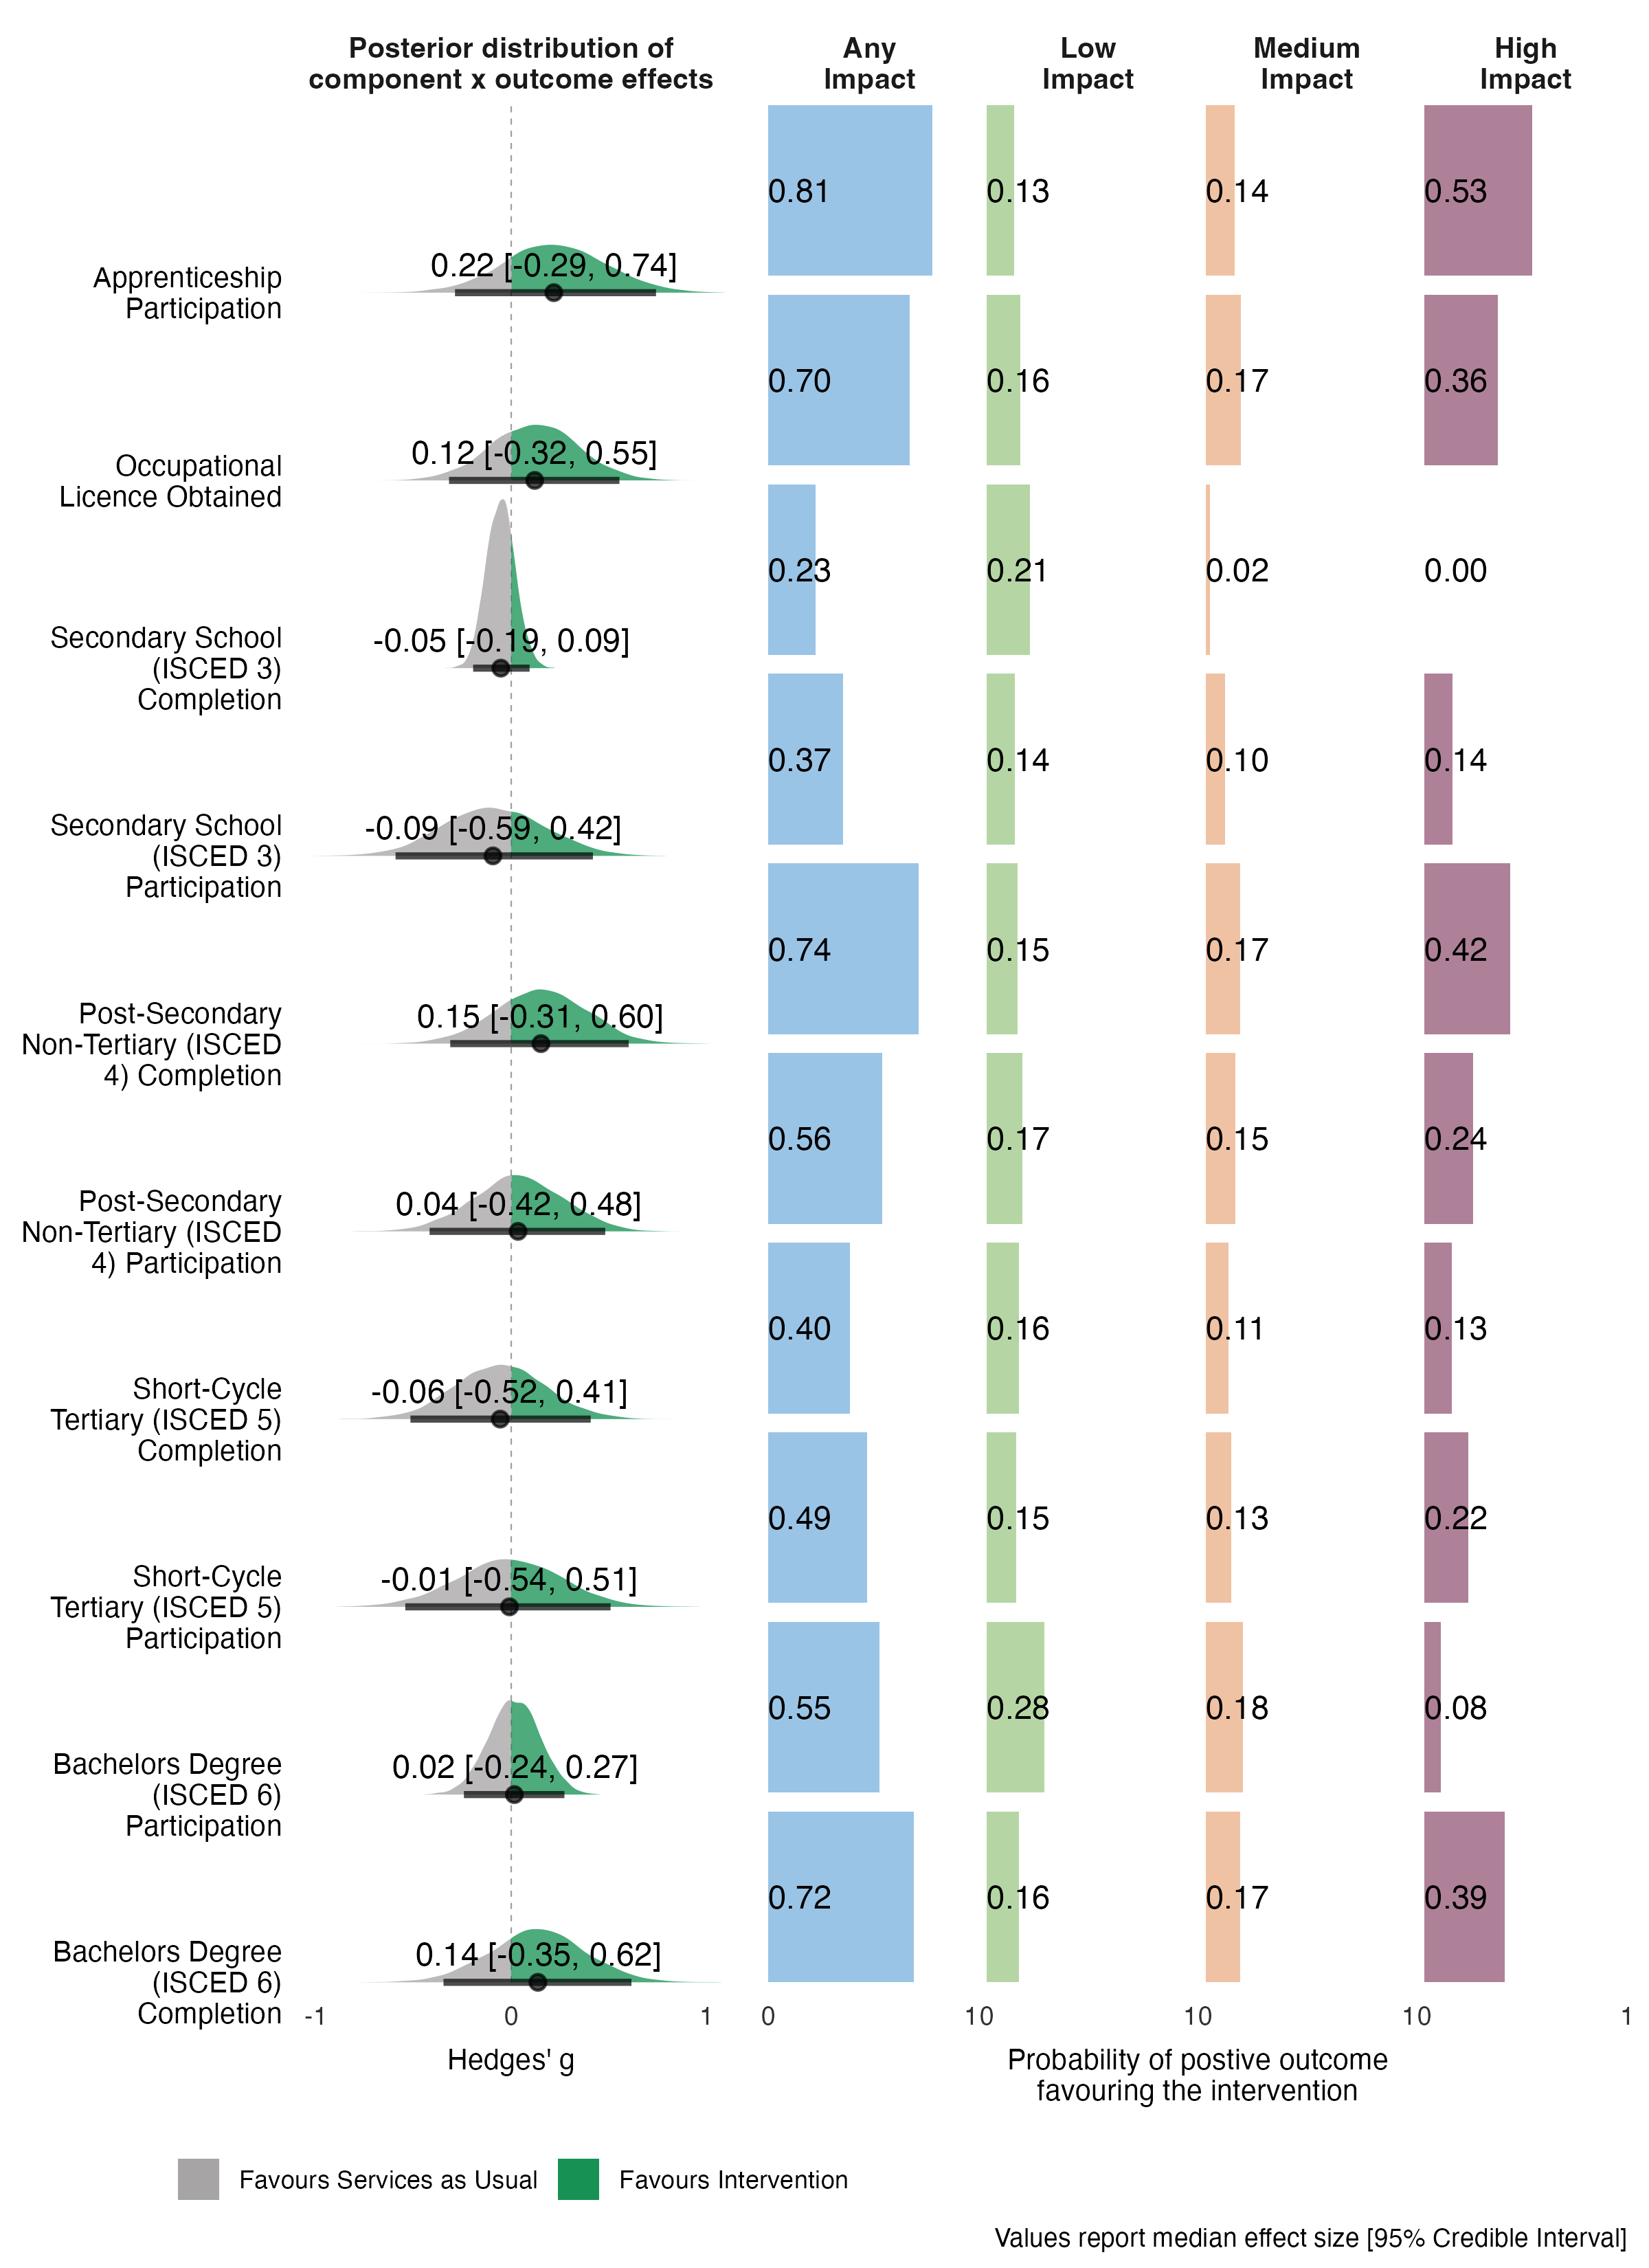 Posterior distribution of
component x outcome effects
Any
Impact
Low
Impact
Medium
Impact
High
Impact
Apprenticeship
Participation
0.22 [-0.29, 0.74]
0.81
0.13
0.14
0.53
Occupational
Licence Obtained
0.12 [-0.32, 0.55]
0.70
0.16
0.17
0.36
Secondary School
(ISCED 3)
Completion
-0.05 [-0.19, 0.09]
0.23
0.21
0.02
0.00
Secondary School
(ISCED 3)
Participation
-0.09 [-0.59, 0.42]
0.37
0.14
0.10
0.14
Post-Secondary
Non-Tertiary (ISCED
4) Completion
0.15 [-0.31, 0.60]
0.74
0.15
0.17
0.42
Post-Secondary
Non-Tertiary (ISCED
4) Participation
0.04 [-0.42, 0.48]
0.56
0.17
0.15
0.24
Short-Cycle
Tertiary (ISCED 5)
Completion
-0.06 [-0.52, 0.41]
0.40
0.16
0.11
0.13
Short-Cycle
Tertiary (ISCED 5)
Participation
-0.01 [-0.54, 0.51]
0.49
0.15
0.13
0.22
Bachelors Degree
(ISCED 6)
Participation
0.02 [-0.24, 0.27]
0.55
0.28
0.18
0.08
Bachelors Degree
(ISCED 6)
Completion
0.14 [-0.35, 0.62]
0.72
0.16
0.17
0.39
-1 0 1
0 10 10 10 1
Hedges' g
Probability of postive outcome
favouring the intervention
Favours Services as Usual
Favours Intervention
Values report median effect size [95% Credible Interval]